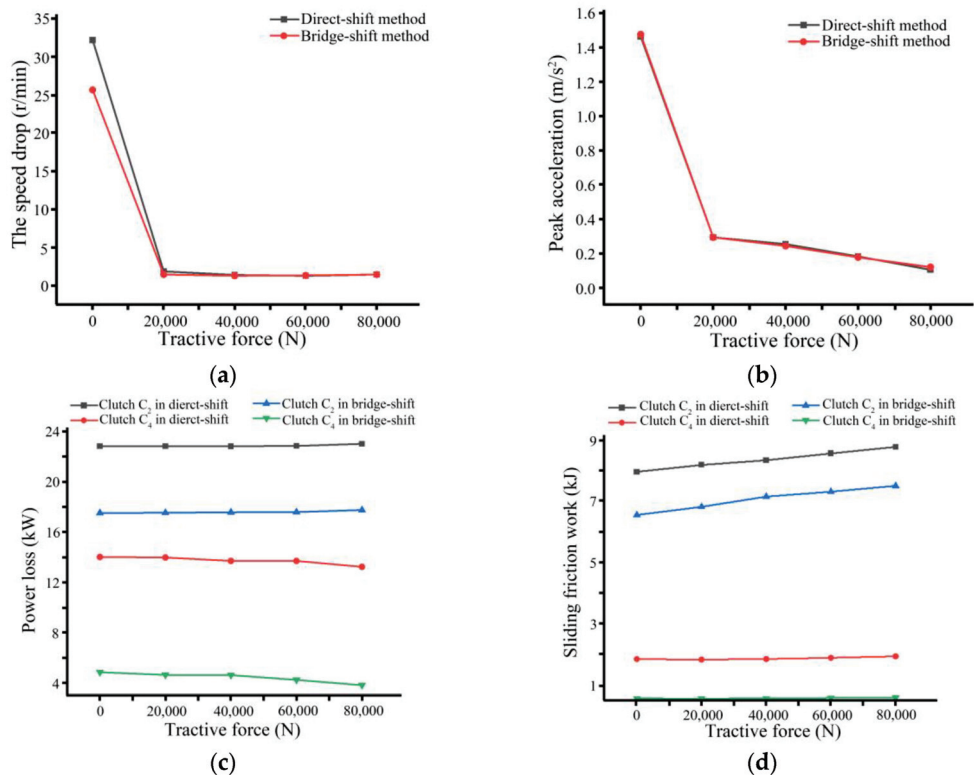 35
30
25
20
15
10
5
0
The speed drop (r/min)
Direct-shift method
Bridge-shift method
0 20,000 40,000 60,000 80,000
Tractive force (N)
(a)
1.6
1.4
1.2
1.0
0.8
0.6
0.4
0.2
0.0
Peak acceleration (m/s²)
Direct-shift method
Bridge-shift method
0 20,000 40,000 60,000 80,000
Tractive force (N)
(b)
Clutch C₂ in dierct-shift Clutch C₂ in bridge-shift
Clutch C₄ in dierct-shift Clutch C₄ in bridge-shift
24
20
16
12
8
4
Power loss (kW)
0 20,000 40,000 60,000 80,000
Tractive force (N)
(c)
Clutch C₂ in dierct-shift Clutch C₂ in bridge-shift
Clutch C₄ in dierct-shift Clutch C₄ in bridge-shift
9
7
5
3
1
Sliding friction work (kJ)
0 20,000 40,000 60,000 80,000
Tractive force (N)
(d)